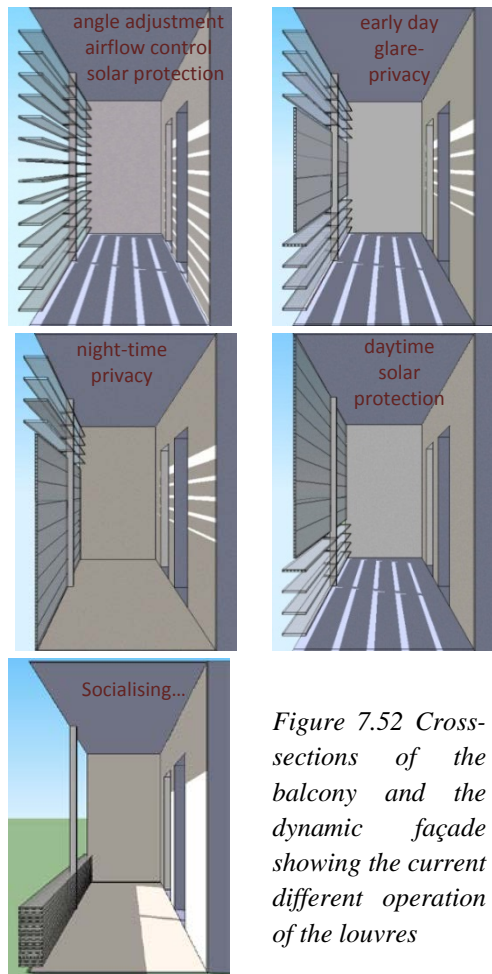 angle adjustment
airflow control
solar protection
early day
glare-
privacy
night-time
privacy
daytime
solar
protection
Socialising...
Figure 7.52 Cross-
sections of the
balcony and the
dynamic façade
showing the current
different operation
of the louvres